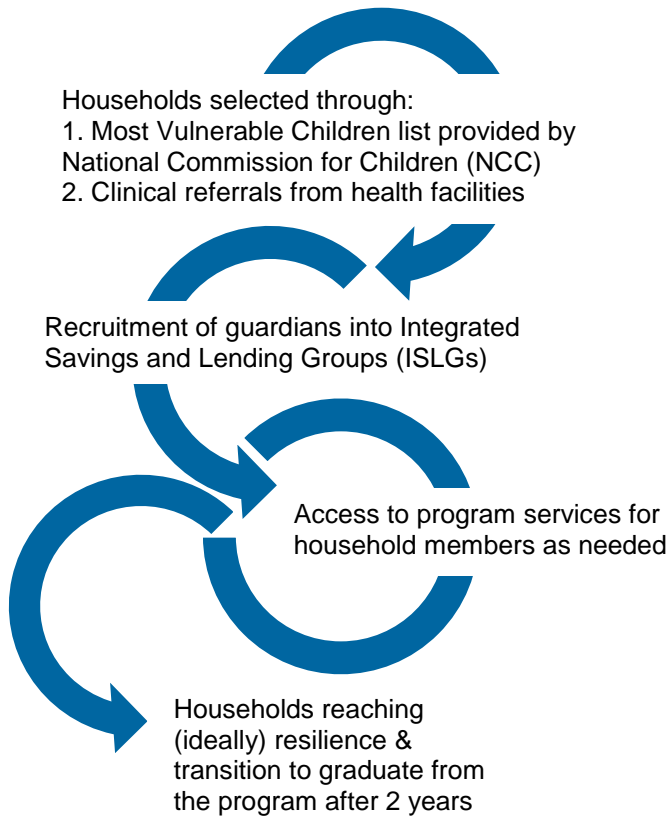 Households selected through:
1. Most Vulnerable Children list provided by
National Commission for Children (NCC)
2. Clinical referrals from health facilities
Recruitment of guardians into Integrated
Savings and Lending Groups (ISLGs)
Access to program services for
household members as needed
Households reaching
(ideally) resilience &
transition to graduate from
the program after 2 years